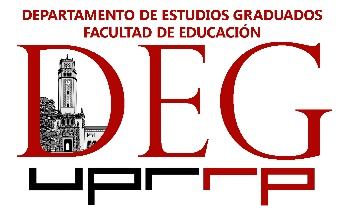 DEPARTAMENTO DE ESTUDIOS GRADUADOS
FACULTAD DE EDUCACIÓN
DEG
uprrp